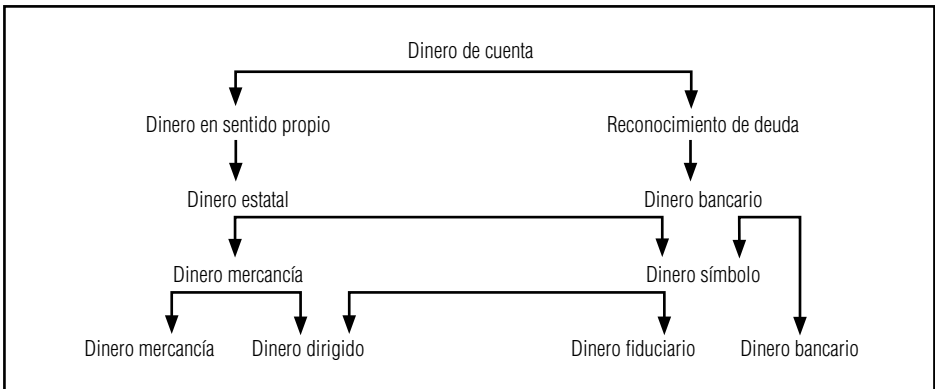 Dinero de cuenta
Dinero en sentido propio Reconocimiento de deuda
Dinero estatal Dinero bancario
Dinero mercancía Dinero símbolo
Dinero mercancía Dinero dirigido Dinero fiduciario Dinero bancario